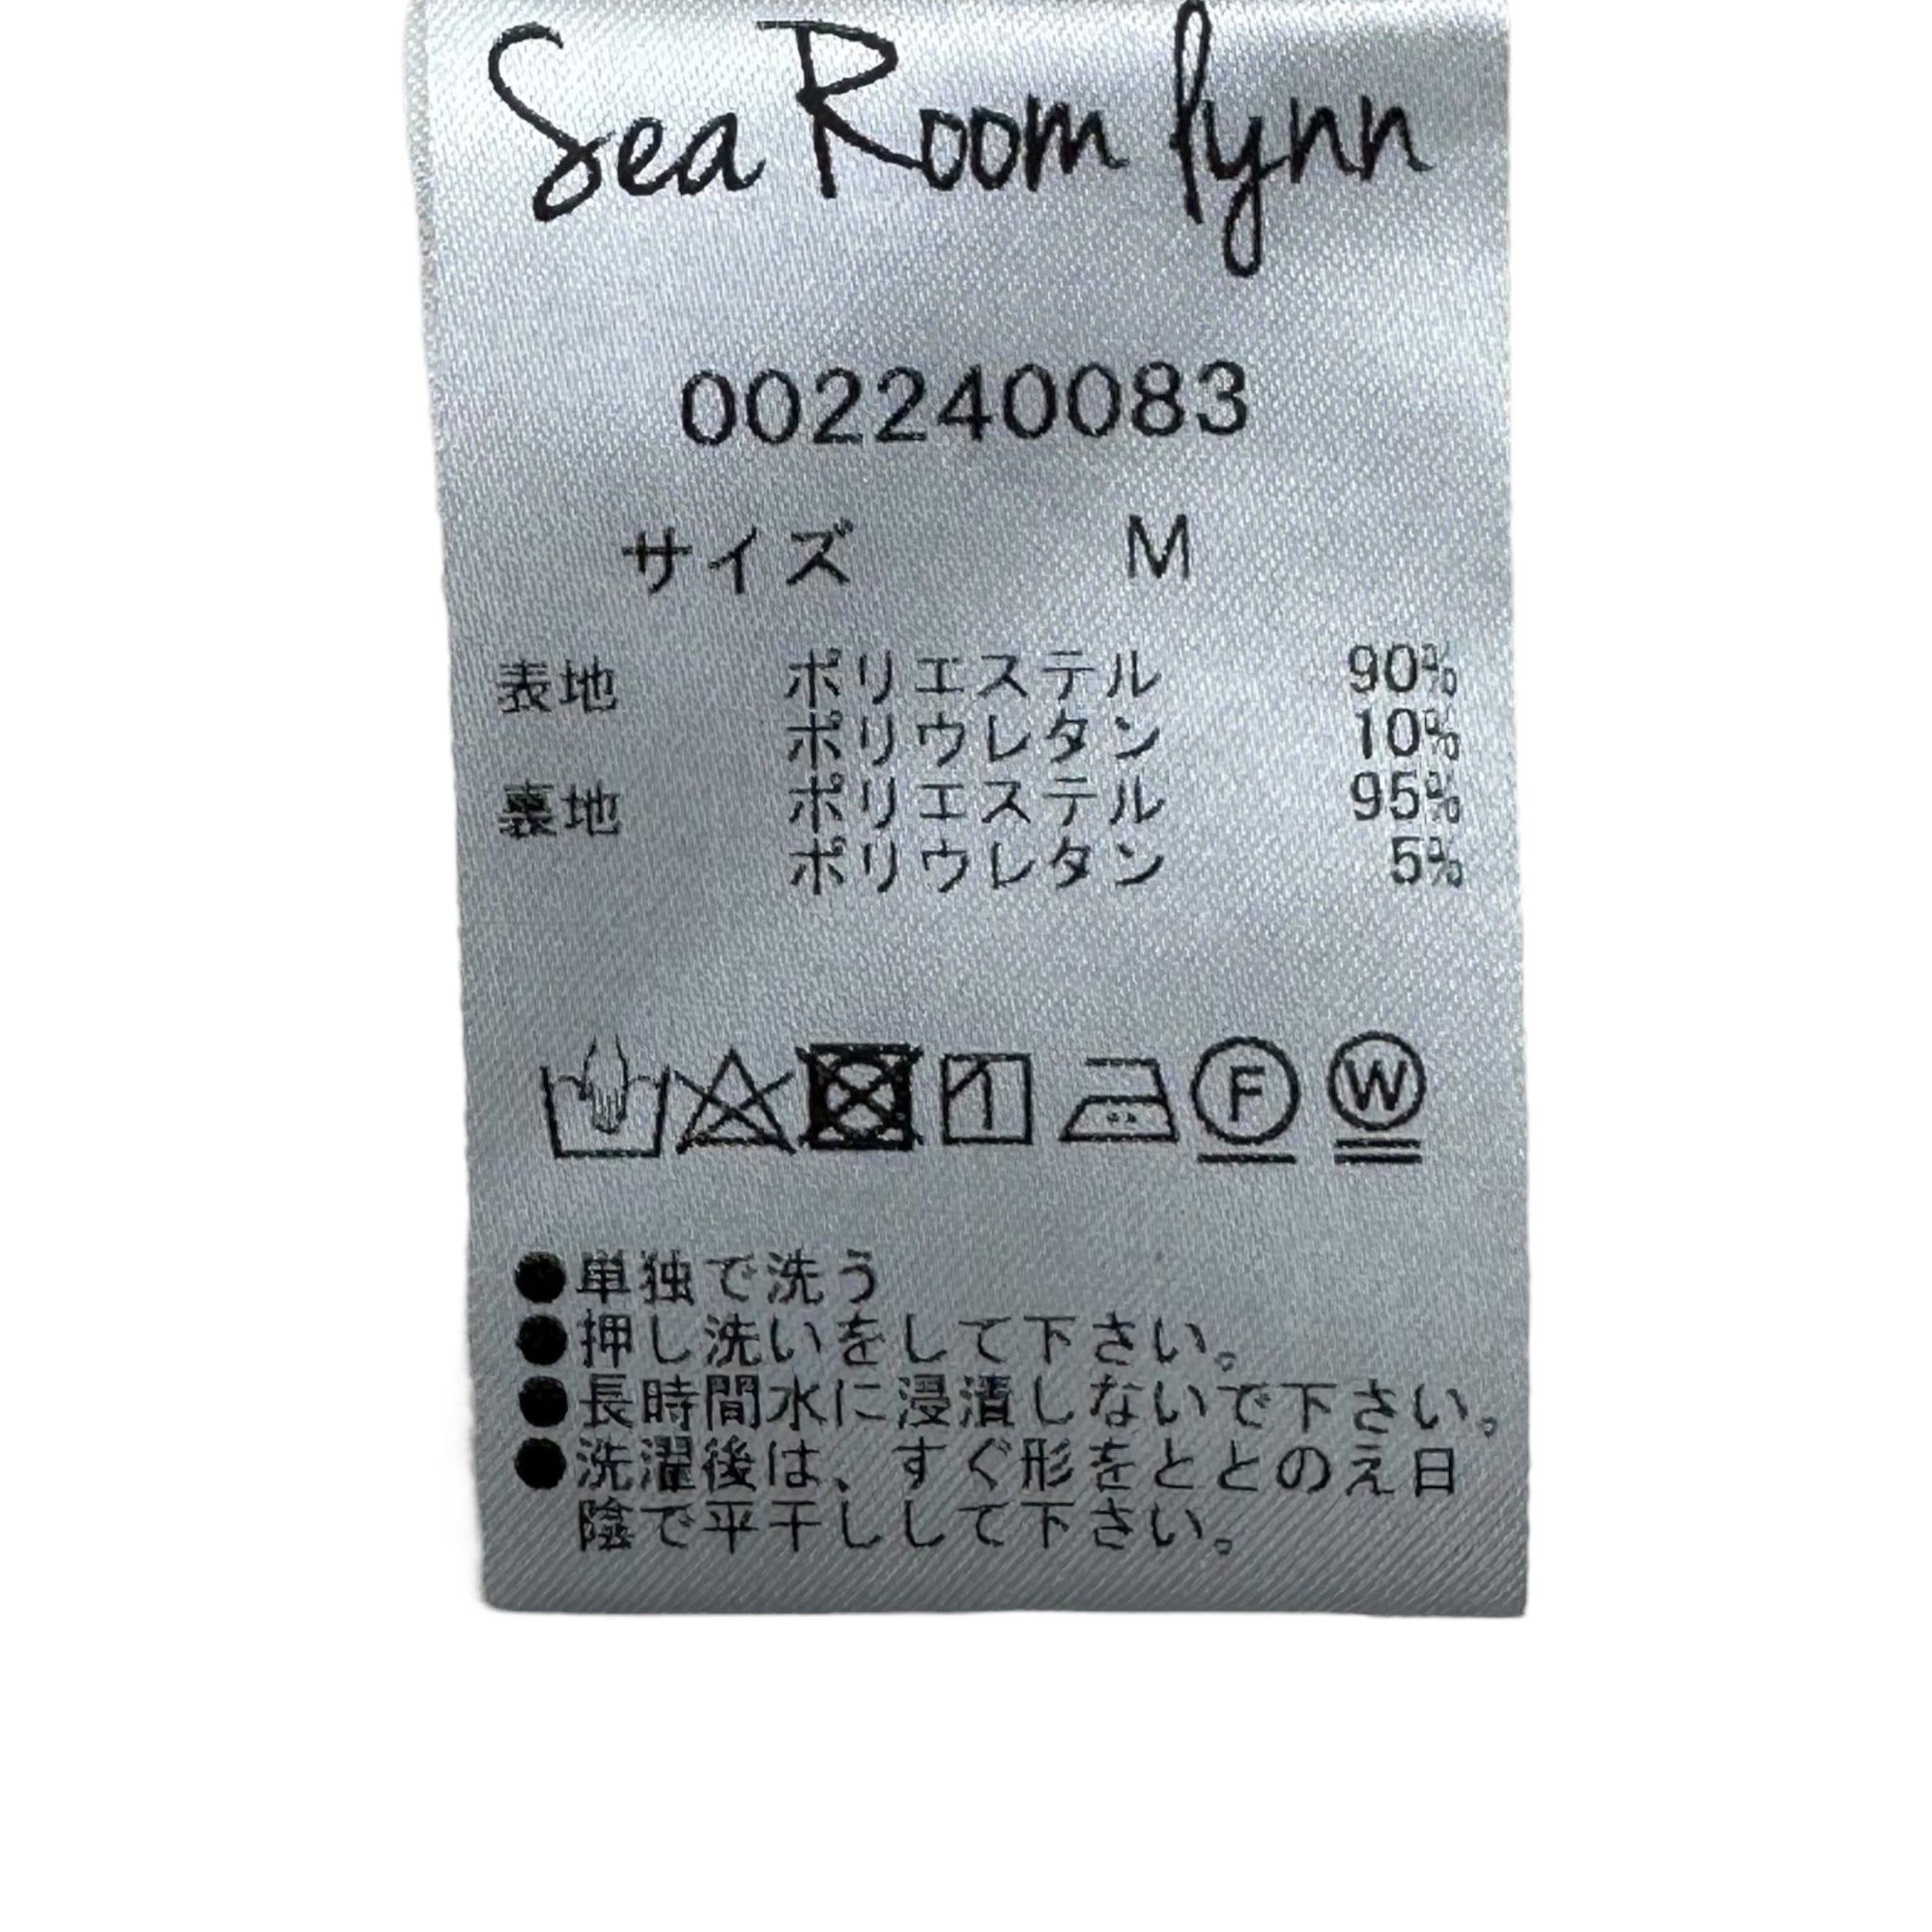 Sea Room lynn
002240083
サイズ M
表地 ポリエステル 90%
ポリウレタン 10%
裏地 ポリエステル 95%
ポリウレタン 5%
F W
●単独で洗う
●押し洗いをして下さい。
●長時間水に浸漬しないで下さい。
●洗濯後は、すぐ形をととのえ日
陰で平干しして下さい。